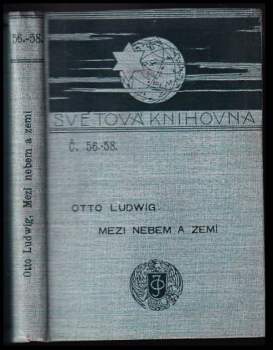 56.-58.
Otto Ludwig, Mezi nebem a zemí
SVĚTOVÁ KNIHOVNA
Č. 56.-58.
OTTO LUDWIG:
MEZI NEBEM A ZEMÍ